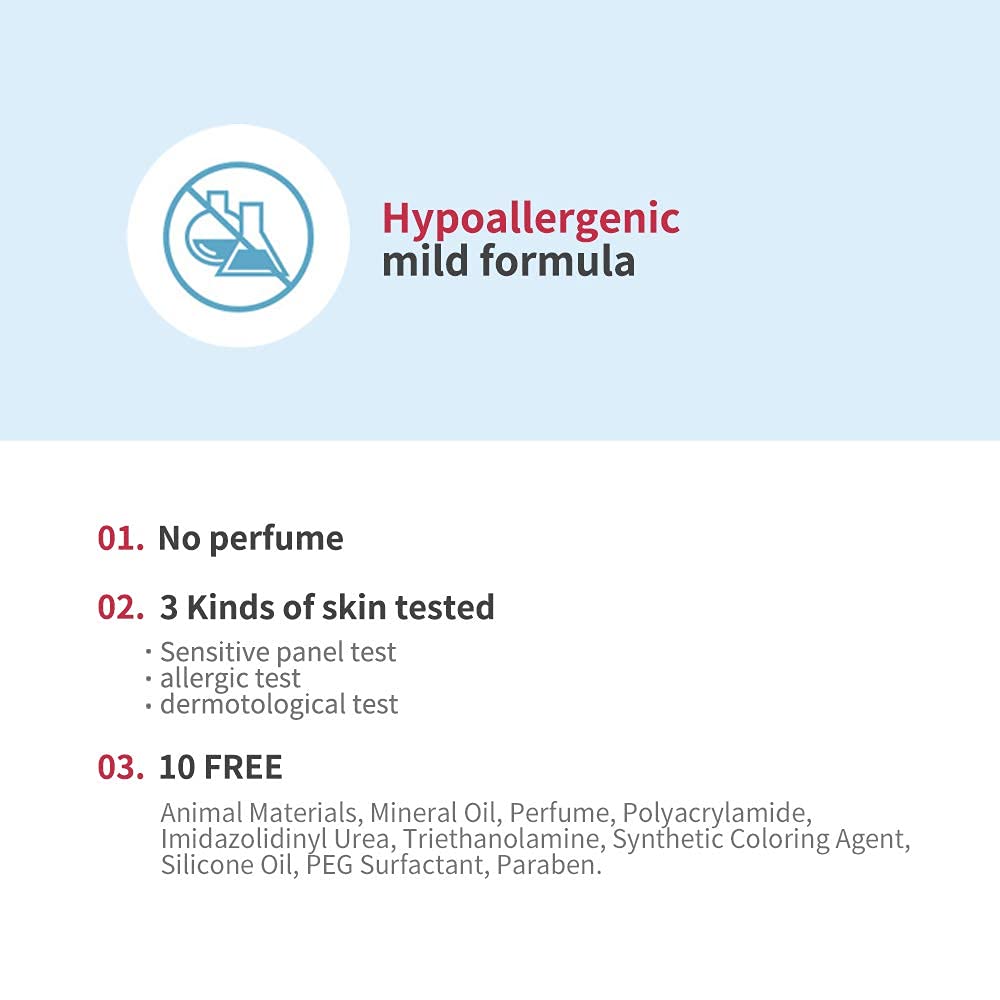 Hypoallergenic
mild formula
01. No perfume
02. 3 Kinds of skin tested
· Sensitive panel test
· allergic test
· dermotological test
03. 10 FREE
Animal Materials, Mineral Oil, Perfume, Polyacrylamide,
Imidazolidinyl Urea, Triethanolamine, Synthetic Coloring Agent,
Silicone Oil, PEG Surfactant, Paraben.